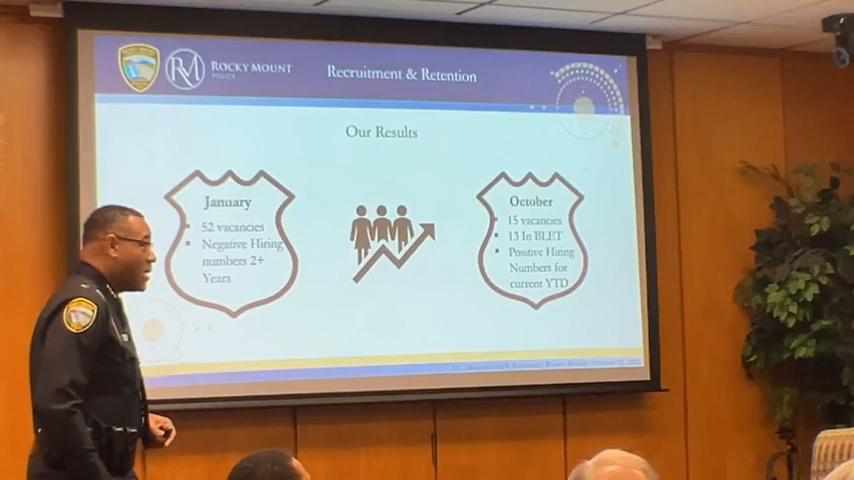 RM ROCKY MOUNT
POLICE
Recruitment & Retention
Our Results
January
▪ 52 vacancies
▪ Negative Hiring
numbers 2+
Years
October
▪ 15 vacancies
▪ 13 In BLET
▪ Positive Hiring
Numbers for
current YTD